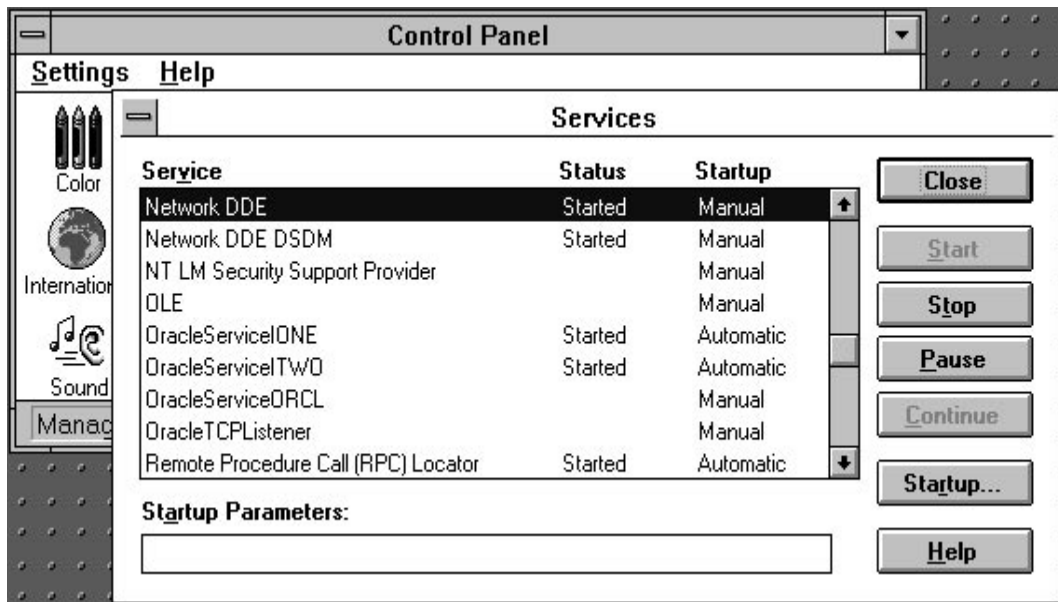 Control Panel
Settings Help
Color
Internation
Sound
Manag
Services
Service Status Startup
Network DDE Started Manual
Network DDE DSDM Started Manual
NT LM Security Support Provider Manual
OLE Manual
OracleServiceIONE Started Automatic
OracleServiceITWO Started Automatic
OracleServiceORCL Manual
OracleTCPListener Manual
Remote Procedure Call (RPC) Locator Started Automatic
Startup Parameters:
Close
Start
Stop
Pause
Continue
Startup...
Help